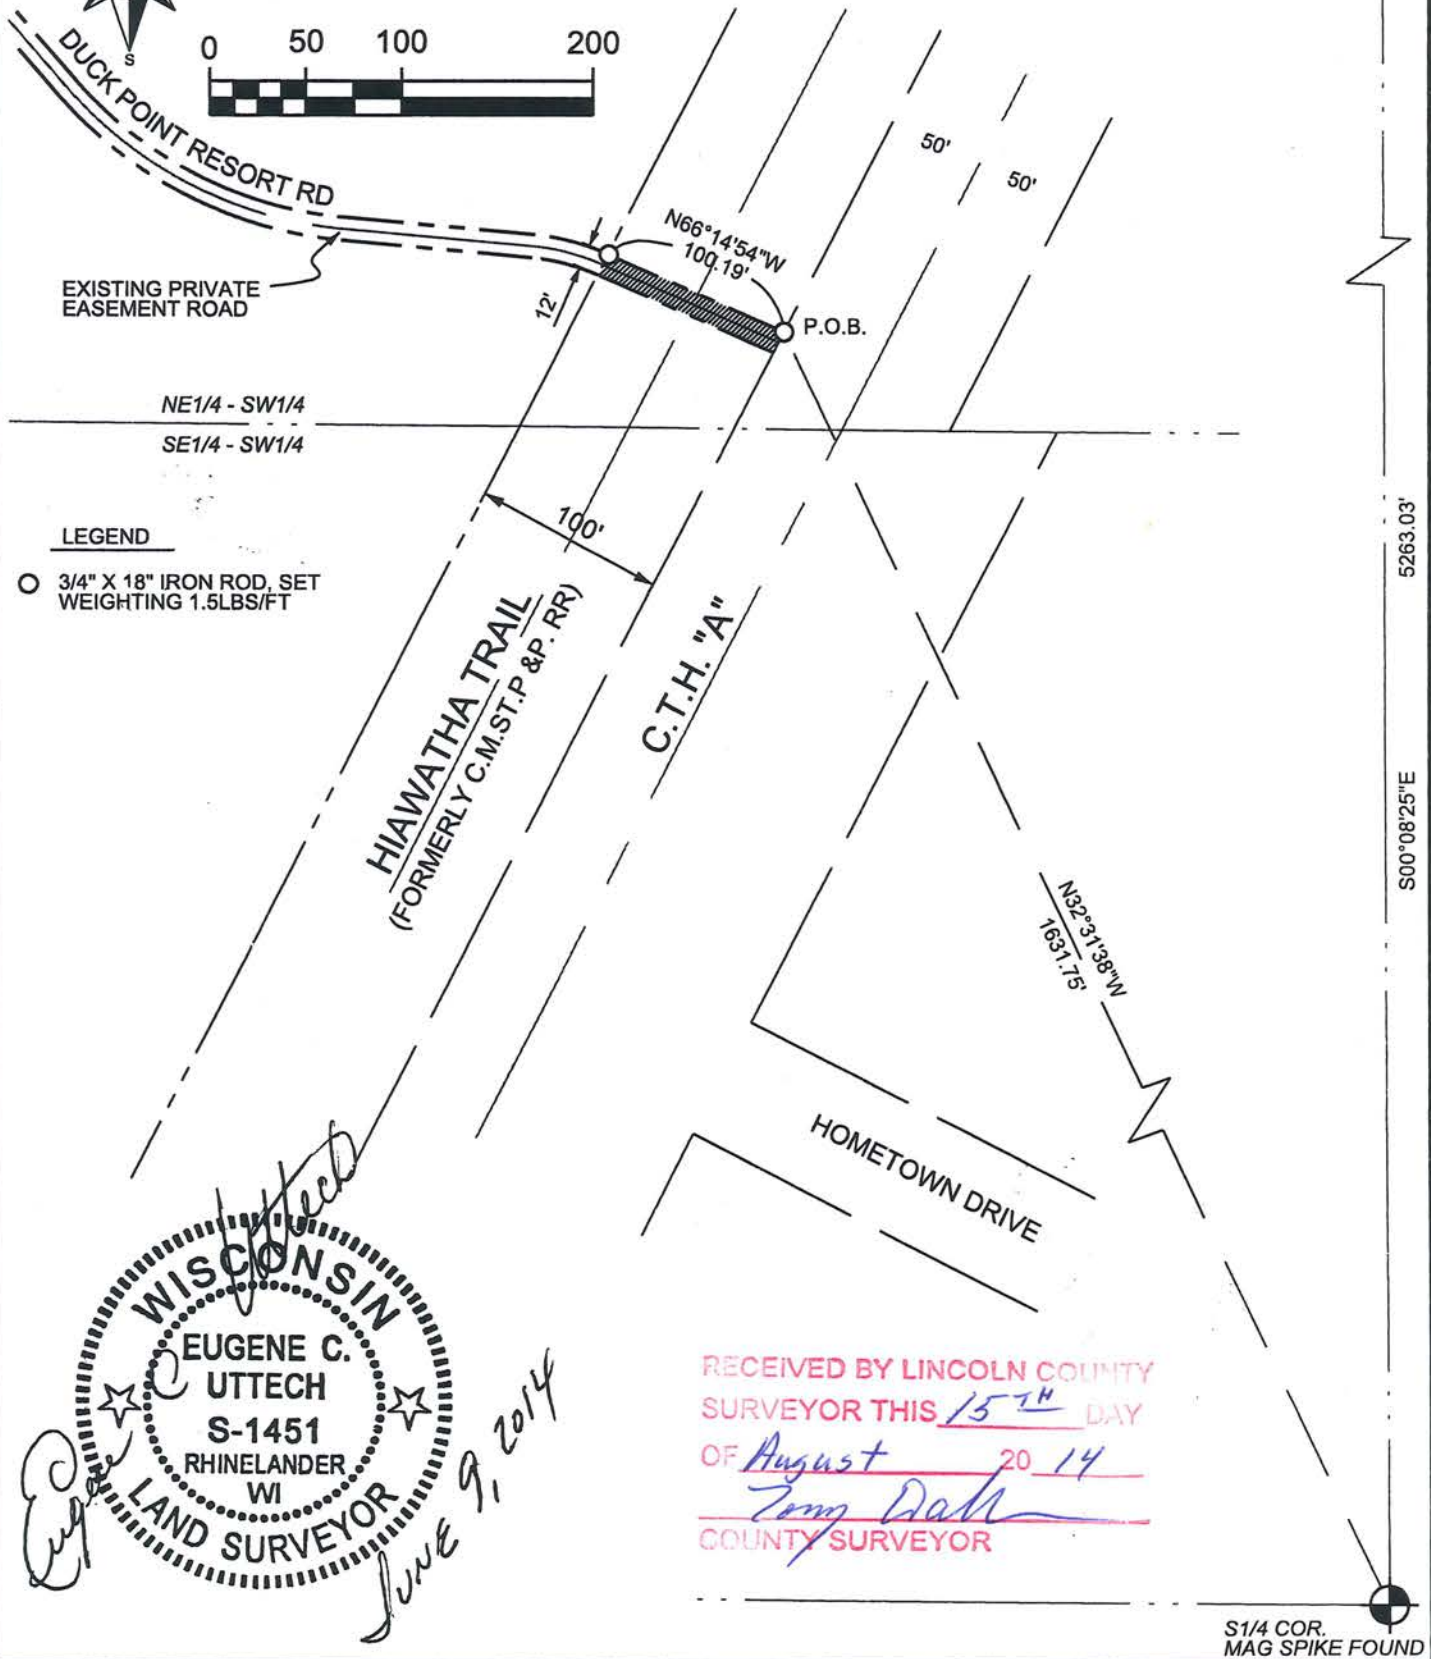 S
0 50 100 200
DUCK POINT RESORT RD
50'
50'
N66°14'54"W
100.19'
EXISTING PRIVATE
EASEMENT ROAD
12'
P.O.B.
NE1/4 - SW1/4
SE1/4 - SW1/4
100'
5263.03'
S00°08'25"E
LEGEND
3/4" X 18" IRON ROD, SET
WEIGHTING 1.5LBS/FT
HIAWATHA TRAIL
(FORMERLY C.M.ST.P &P. RR)
C.T.H. "A"
N32°31'38"W
1631.75'
HOMETOWN DRIVE
Eugene C Uttech
WISCONSIN
EUGENE C.
UTTECH
S-1451
RHINELANDER
WI
LAND SURVEYOR
JUNE 9, 2014
RECEIVED BY LINCOLN COUNTY
SURVEYOR THIS 15TH DAY
OF August 20 14
Tony Dall
COUNTY SURVEYOR
S1/4 COR.
MAG SPIKE FOUND